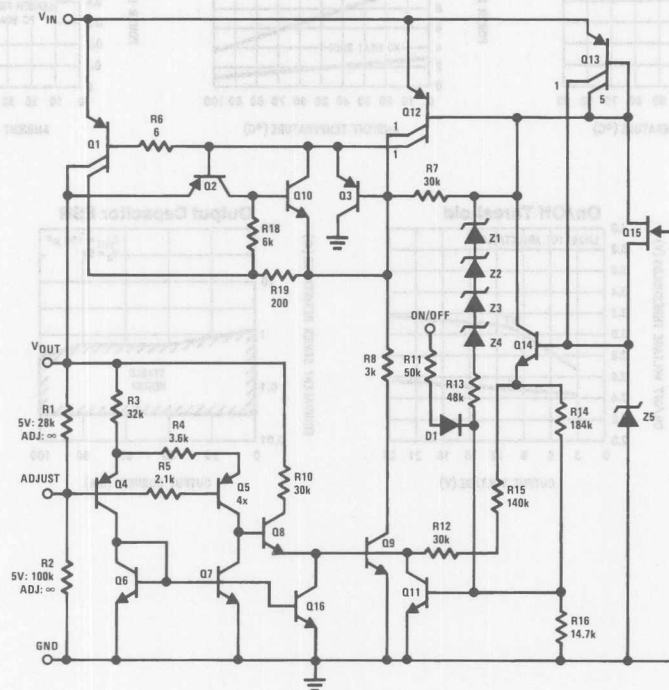 VIN
Q13
1
5
Q12
1
1
R6
6
Q1
Q2
Q10
Q3
R7
30k
Q15
R18
6k
Z1
Z2
Z3
Z4
R19
200
ON/OFF
Q14
VOUT
R8
3k
R11
50k
R13
48k
R1
5V: 28k
ADJ: ∞
R3
32k
R4
3.6k
R14
184k
Z5
D1
R5
2.1k
R10
30k
ADJUST
Q4
Q5
4x
R15
140k
Q8
R12
30k
R2
5V: 100k
ADJ: ∞
Q9
Q6
Q7
Q11
Q16
R16
14.7k
GND